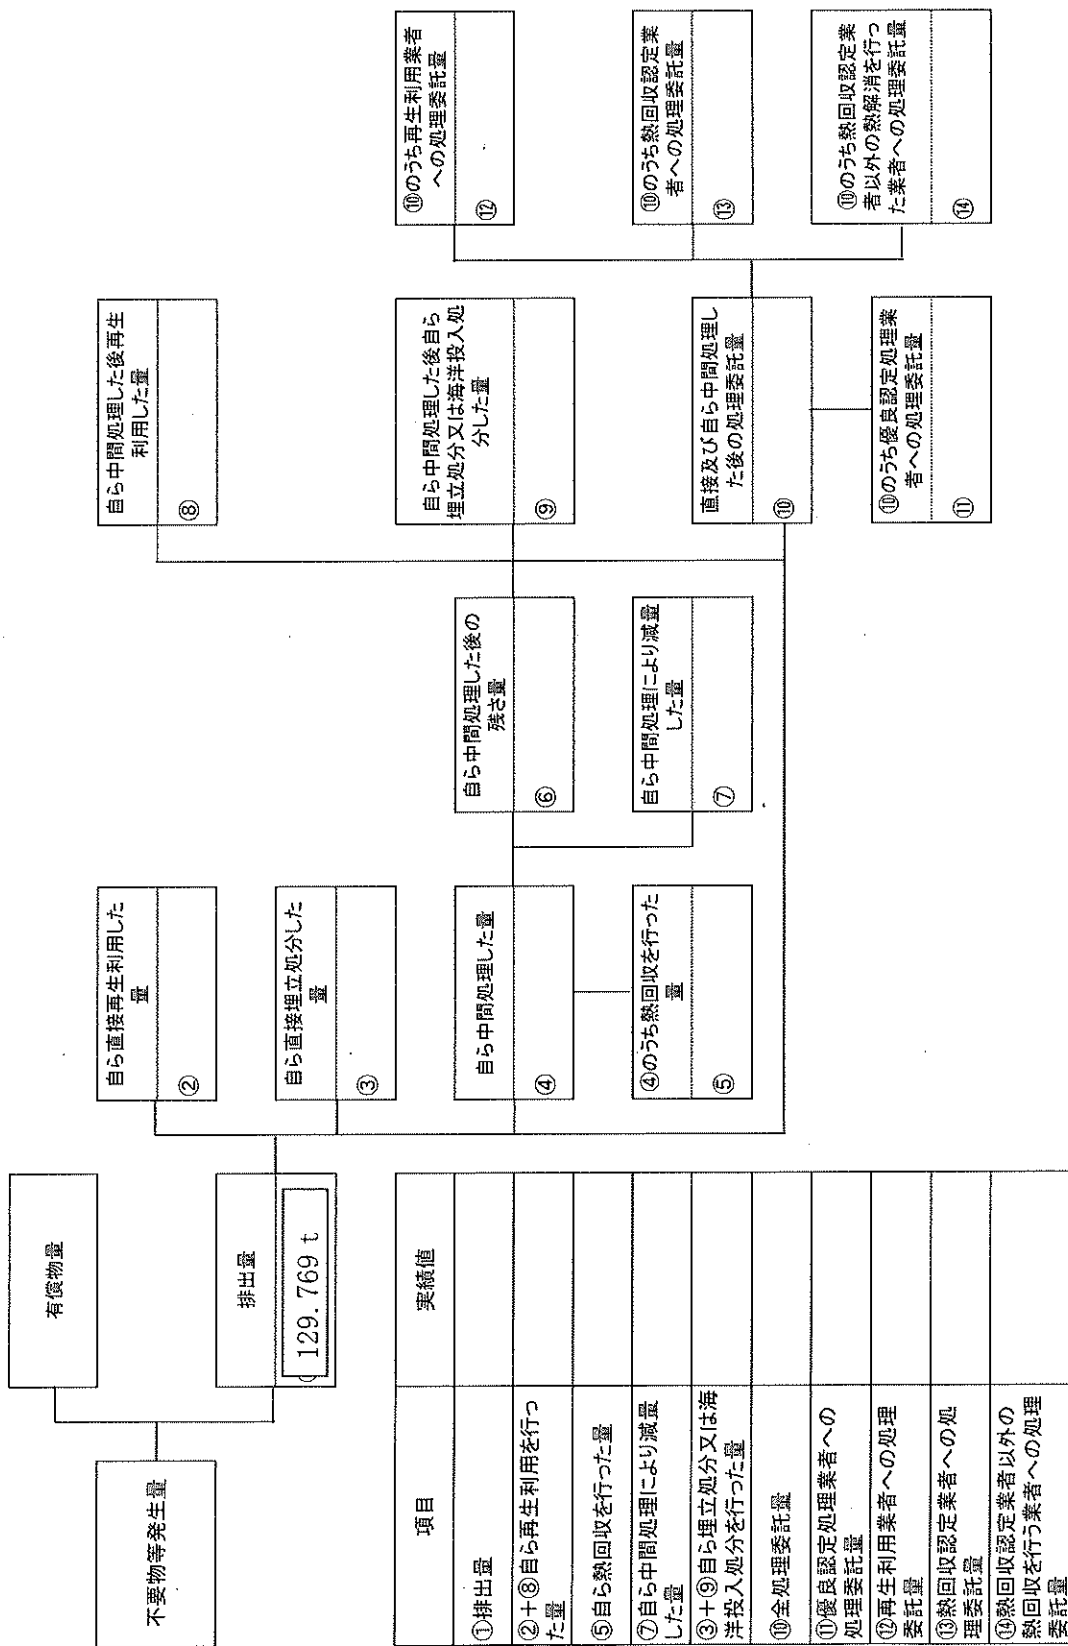 不要物等発生量
有償物量
排出量
129.769 t
自ら直接再生利用した
量
②
自ら直接埋立処分した
量
③
自ら中間処理した量
④
④のうち熱回収を行った
量
⑤
自ら中間処理した後の
残さ量
⑥
自ら中間処理により減量
した量
⑦
自ら中間処理した後再生
利用した量
⑧
自ら中間処理した後自ら
埋立処分又は海洋投入処
分した量
⑨
直接及び自ら中間処理し
た後の処理委託量
⑩
⑩のうち優良認定処理業
者への処理委託量
⑪
⑩のうち再生利用業者
への処理委託量
⑫
⑩のうち熱回収認定業
者への処理委託量
⑬
⑩のうち熱回収認定業
者以外の熱解消を行っ
た業者への処理委託量
⑭
項目
実績値
①排出量
②+⑧自ら再生利用を行っ
た量
⑤自ら熱回収を行った量
⑦自ら中間処理により減量
した量
③+⑨自ら埋立処分又は海
洋投入処分を行った量
⑩全処理委託量
⑪優良認定処理業者への
処理委託量
⑫再生利用業者への処理
委託量
⑬熱回収認定業者への処
理委託量
⑭熱回収認定業者以外の
熱回収を行う業者への処理
委託量